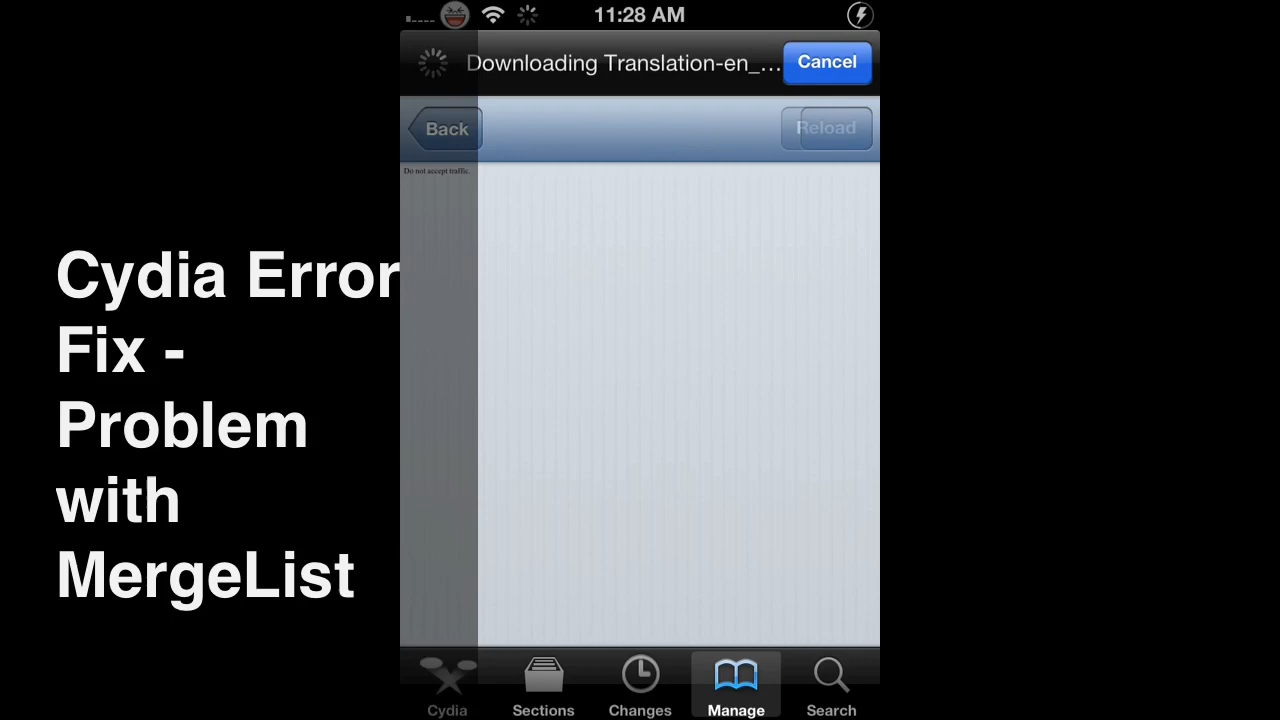 11:28 AM
Downloading Translation-en_...
Cancel
Back
Reload
Do not accept traffic.
Cydia Error
Fix -
Problem
with
MergeList
Cydia
Sections
Changes
Manage
Search